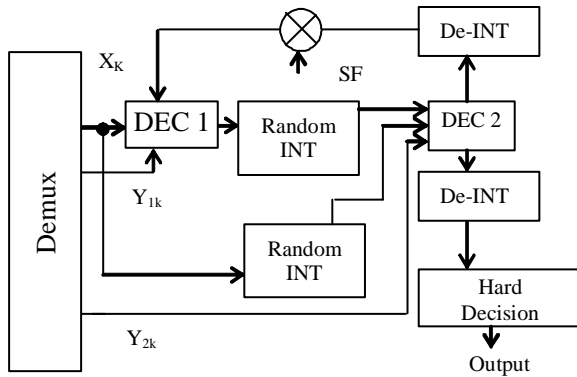 De-INT
X_K
SF
DEC 1
Random
INT
DEC 2
Y_1k
De-INT
Demux
Random
INT
Hard
Decision
Y_2k
Output